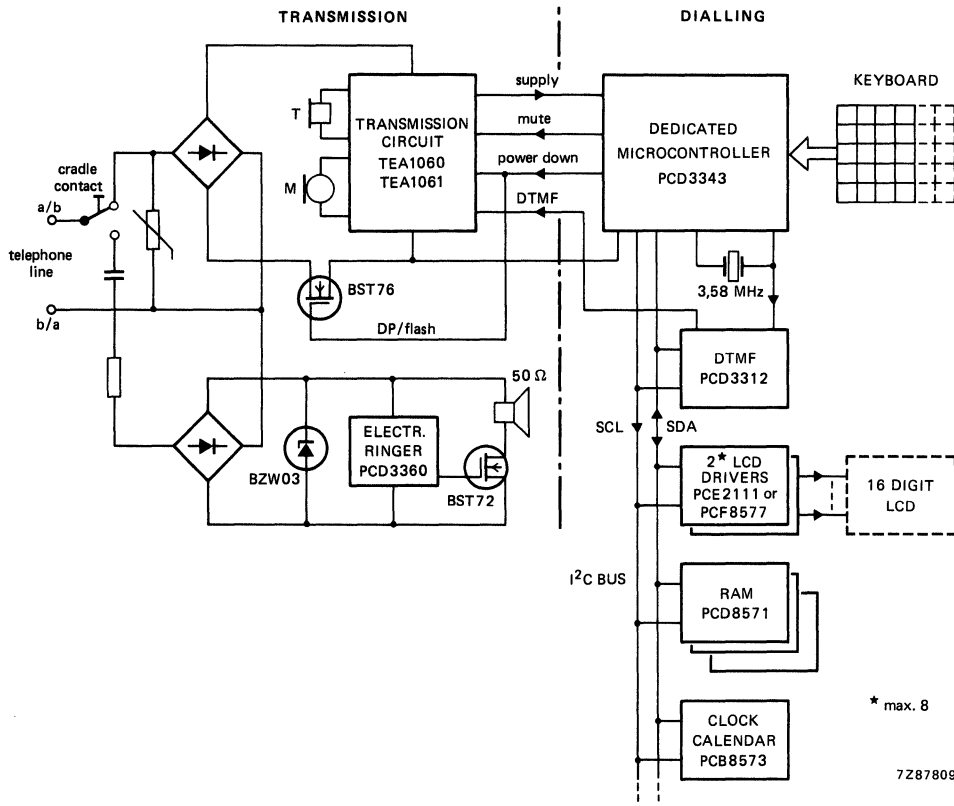 TRANSMISSION
DIALLING
KEYBOARD
supply
mute
power down
DTMF
T
M
TRANSMISSION
CIRCUIT
TEA1060
TEA1061
DEDICATED
MICROCONTROLLER
PCD3343
cradle
contact
a/b
telephone
line
b/a
BST76
DP/flash
3,58 MHz
DTMF
PCD3312
50 Ω
SCL
SDA
BZW03
ELECTR.
RINGER
PCD3360
BST72
2* LCD
DRIVERS
PCE2111 or
PCF8577
16 DIGIT
LCD
I²C BUS
RAM
PCD8571
CLOCK
CALENDAR
PCB8573
* max. 8
7Z87809